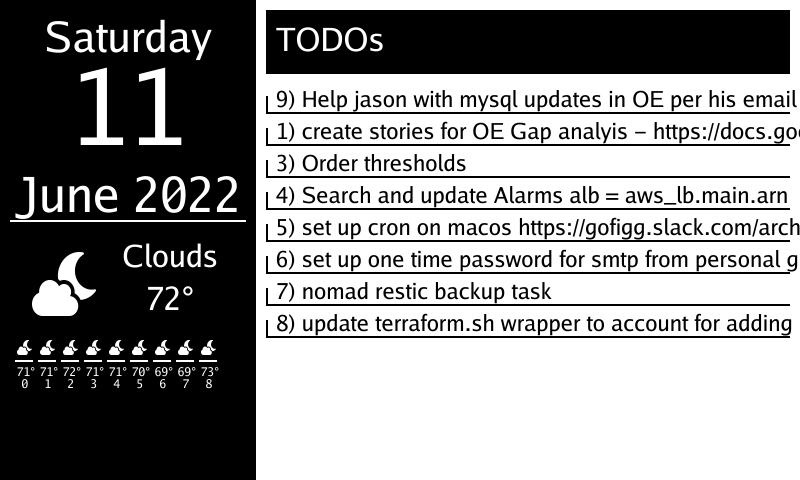 Saturday
11
June 2022
Clouds
72°
71° 71° 72° 71° 71° 70° 69° 69° 73°
0 1 2 3 4 5 6 7 8
TODOs
9) Help jason with mysql updates in OE per his email
1) create stories for OE Gap analyis – https://docs.goo
3) Order thresholds
4) Search and update Alarms alb = aws_lb.main.arn
5) set up cron on macos https://gofigg.slack.com/arch
6) set up one time password for smtp from personal g
7) nomad restic backup task
8) update terraform.sh wrapper to account for adding